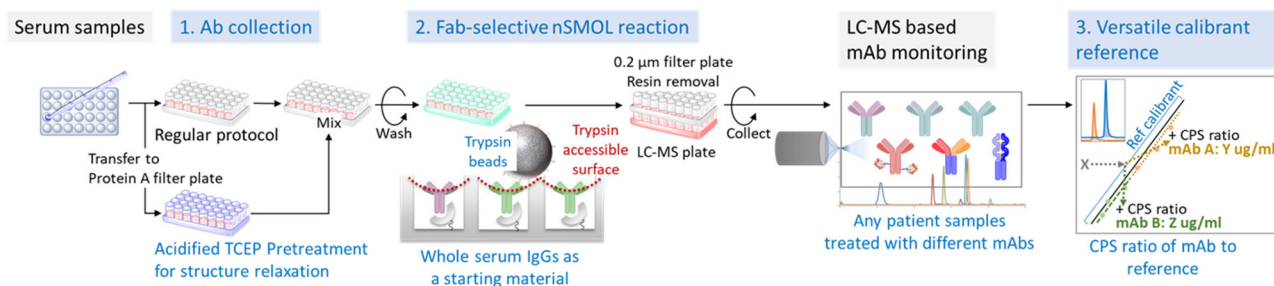 Serum samples
1. Ab collection
Regular protocol
Mix
Transfer to
Protein A filter plate
Acidified TCEP Pretreatment
for structure relaxation
2. Fab-selective nSMOL reaction
Wash
Trypsin
beads
Trypsin
accessible
surface
Whole serum IgGs as
a starting material
0.2 µm filter plate
Resin removal
LC-MS plate
Collect
LC-MS based
mAb monitoring
Any patient samples
treated with different mAbs
3. Versatile calibrant
reference
Ref calibrant
+ CPS ratio
mAb A: Y ug/ml
X
+ CPS ratio
mAb B: Z ug/ml
CPS ratio of mAb to
reference